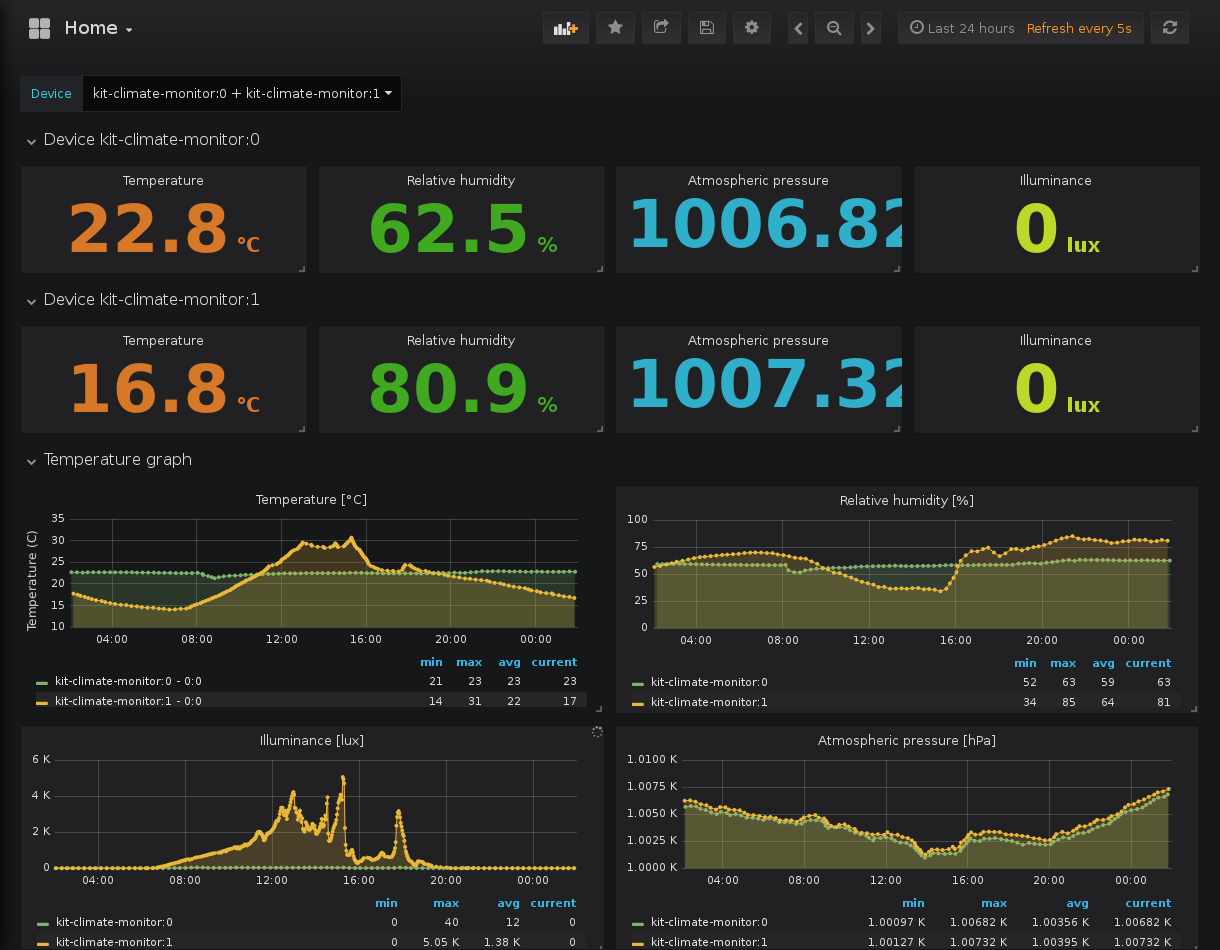 Home
Last 24 hours Refresh every 5s
Device kit-climate-monitor:0 + kit-climate-monitor:1
Device kit-climate-monitor:0
Temperature Relative humidity Atmospheric pressure Illuminance
22.8 °C 62.5 % 1006.82 0 lux
Device kit-climate-monitor:1
Temperature Relative humidity Atmospheric pressure Illuminance
16.8 °C 80.9 % 1007.32 0 lux
Temperature graph
Temperature [°C]
Temperature (C)
35
30
25
20
15
10
04:00 08:00 12:00 16:00 20:00 00:00
min max avg current
kit-climate-monitor:0 - 0:0 21 23 23 23
kit-climate-monitor:1 - 0:0 14 31 22 17
Relative humidity [%]
100
75
50
25
0
04:00 08:00 12:00 16:00 20:00 00:00
min max avg current
kit-climate-monitor:0 52 63 59 63
kit-climate-monitor:1 34 85 64 81
Illuminance [lux]
6 K
4 K
2 K
0
04:00 08:00 12:00 16:00 20:00 00:00
min max avg current
kit-climate-monitor:0 0 40 12 0
kit-climate-monitor:1 0 5.05 K 1.38 K 0
Atmospheric pressure [hPa]
1.0100 K
1.0075 K
1.0050 K
1.0025 K
1.0000 K
04:00 08:00 12:00 16:00 20:00 00:00
min max avg current
kit-climate-monitor:0 1.00097 K 1.00682 K 1.00356 K 1.00682 K
kit-climate-monitor:1 1.00127 K 1.00732 K 1.00395 K 1.00732 K